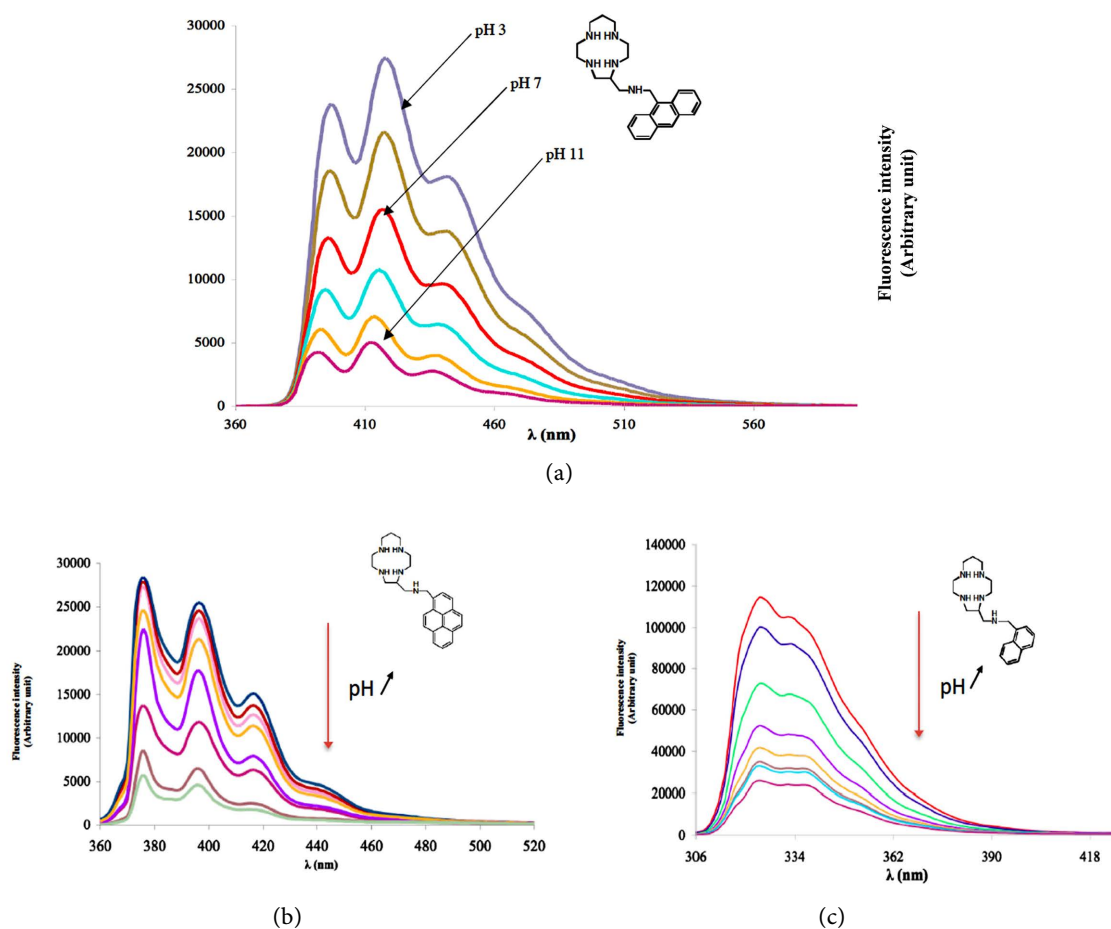 30000
25000
20000
15000
10000
5000
0
360
410
460
510
560
λ (nm)
pH 3
pH 7
pH 11
NH HN
NH HN
HN
Fluorescence intensity
(Arbitrary unit)
(a)
Fluorescence intensity
(Arbitrary unit)
30000
25000
20000
15000
10000
5000
0
360
380
400
420
440
460
480
500
520
λ (nm)
NH HN
NH HN
H
N
pH
(b)
Fluorescence intensity
(Arbitrary unit)
140000
120000
100000
80000
60000
40000
20000
0
306
334
362
390
418
λ (nm)
NH HN
NH HN
H
N
pH
(c)